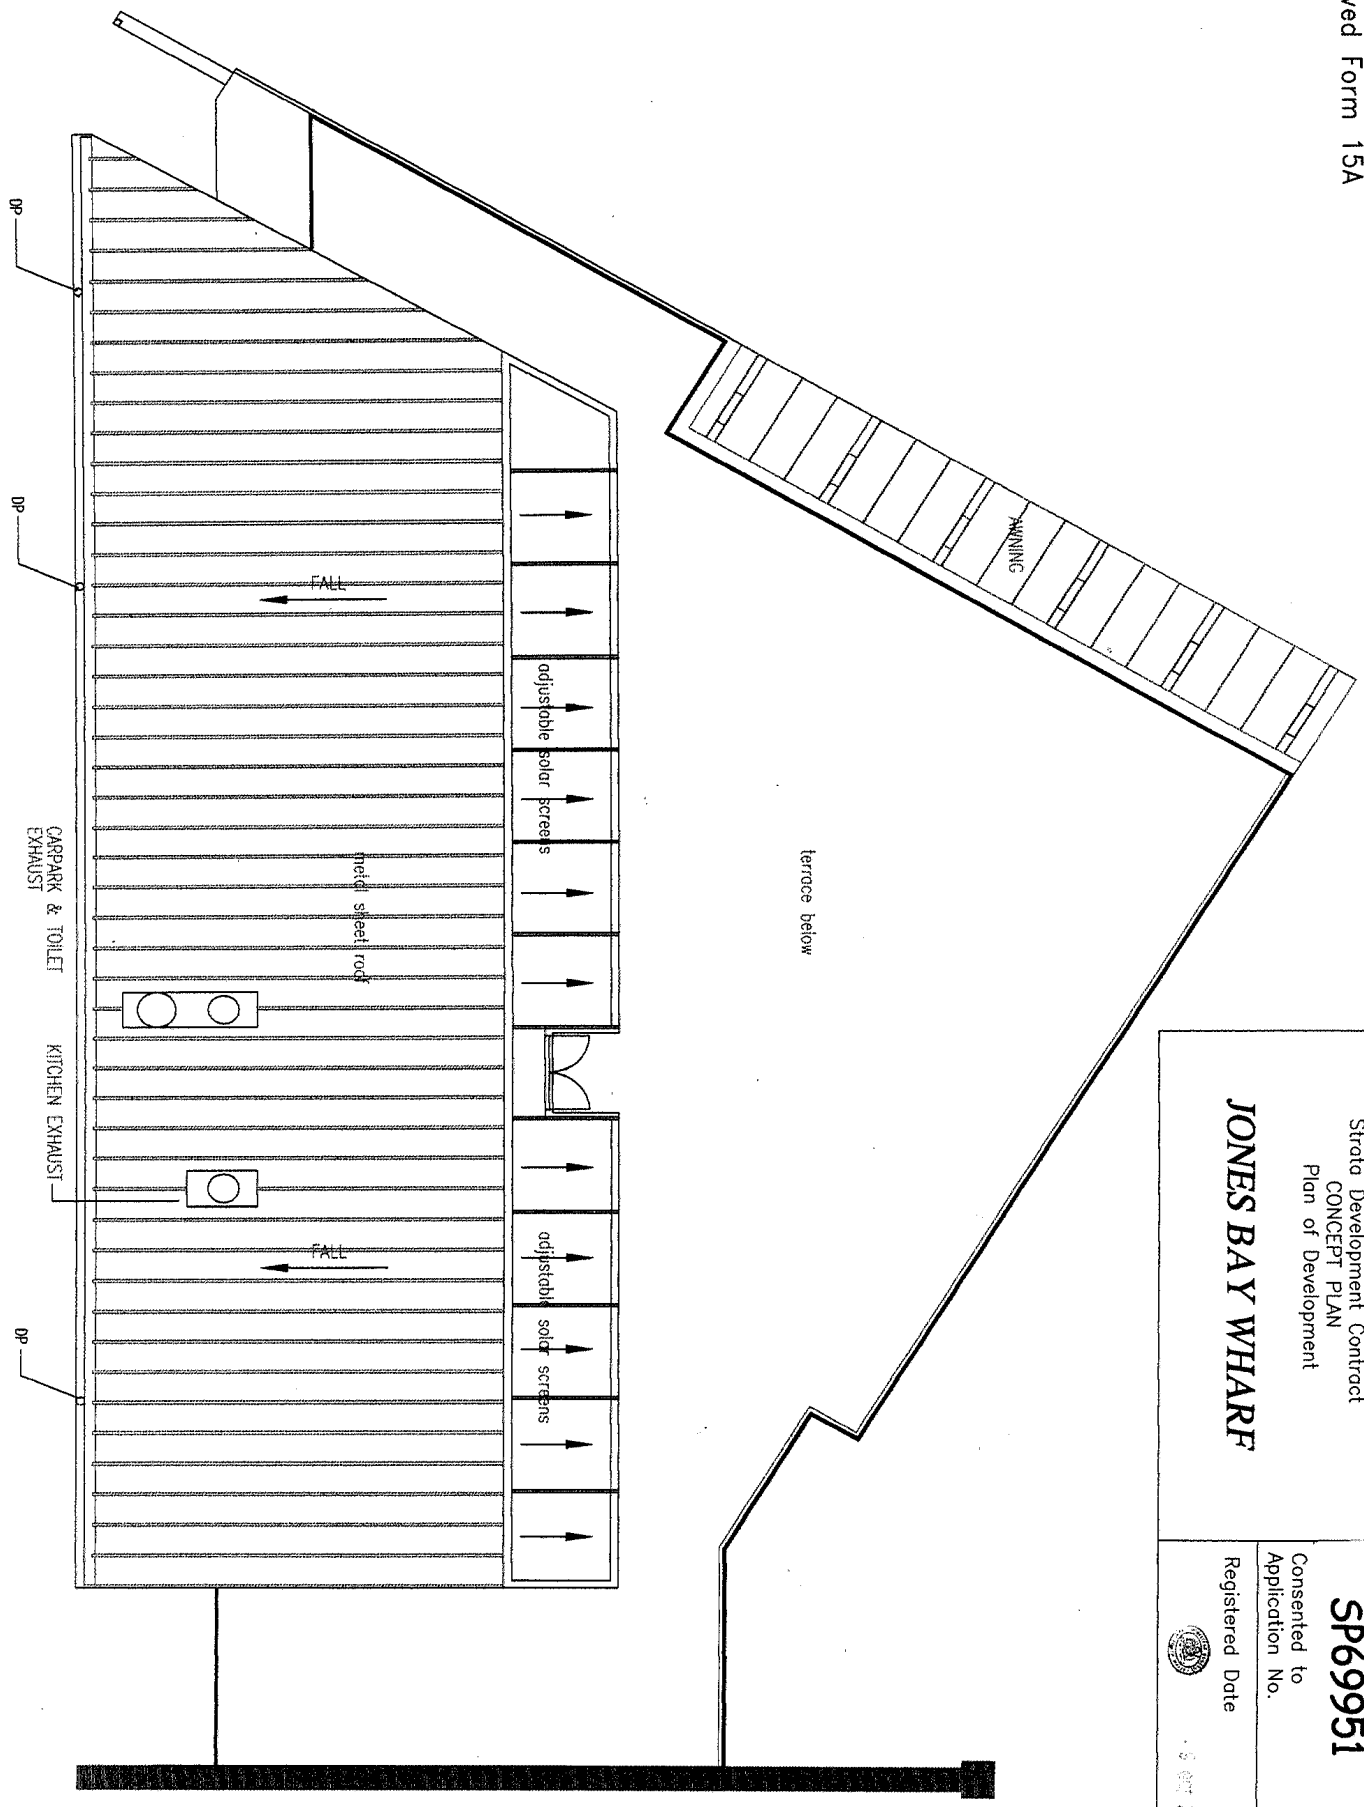 Form 15A
Strata Development Contract
CONCEPT PLAN
Plan of Development
JONES BAY WHARF
SP69951
Consented to
Application No.
Registered Date
AWNING
terrace below
adjustable solar screens
adjustable solar screens
FALL
FALL
metal sheet roof
CARPARK & TOILET
EXHAUST
KITCHEN EXHAUST
DP
DP
DP